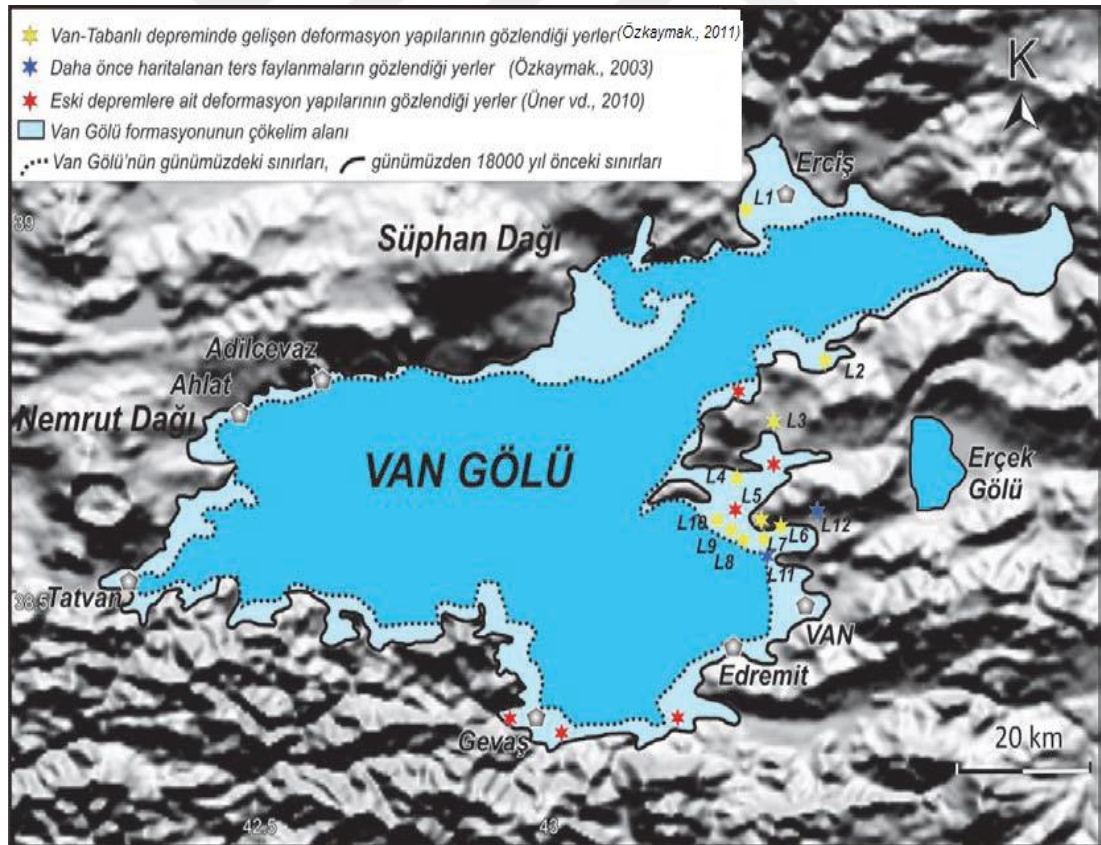 Van-Tabanlı depreminde gelişen deformasyon yapılarının gözlendiği yerler(Özkaymak., 2011)
Daha önce haritalanan ters faylanmaların gözlendiği yerler (Özkaymak., 2003)
Eski depremlere ait deformasyon yapılarının gözlendiği yerler (Üner vd., 2010)
Van Gölü formasyonunun çökelim alanı
Van Gölü'nün günümüzdeki sınırları, günümüzden 18000 yıl önceki sınırları
K
Erciş
L1
39
Süphan Dağı
Adilcevaz
L2
Ahlat
Nemrut Dağı
L3
VAN GÖLÜ
Erçek
Gölü
L4
L5
L10
L12
L9
L6
L8
L7
L11
38.5
Tatvan
VAN
Edremit
Gevaş
20 km
42.5
43